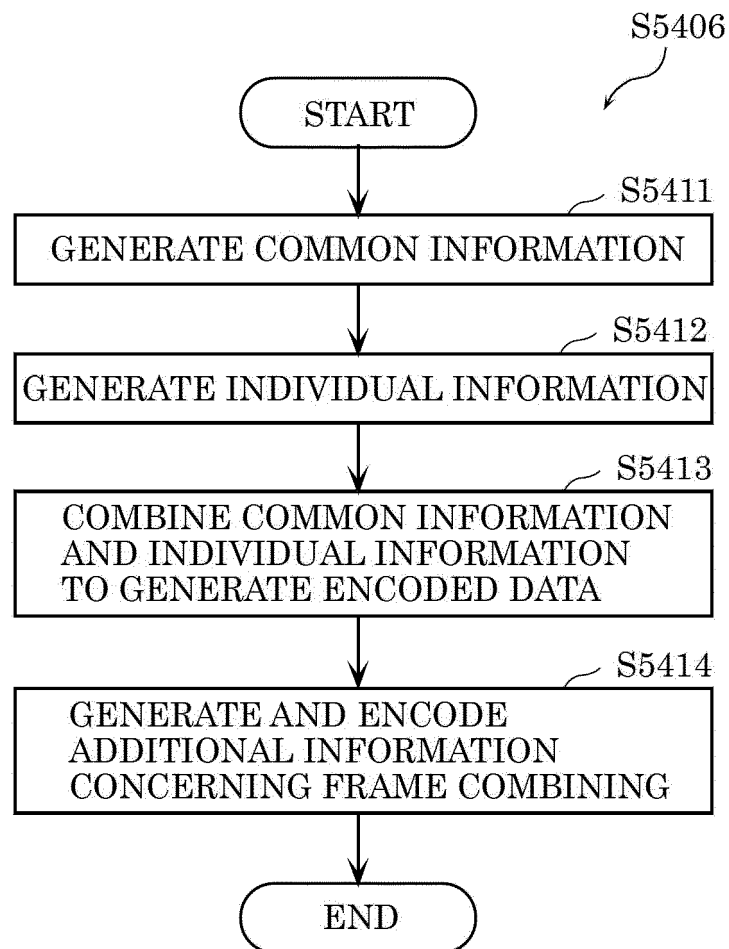 S5406
START
S5411
GENERATE COMMON INFORMATION
S5412
GENERATE INDIVIDUAL INFORMATION
S5413
COMBINE COMMON INFORMATION
AND INDIVIDUAL INFORMATION
TO GENERATE ENCODED DATA
S5414
GENERATE AND ENCODE
ADDITIONAL INFORMATION
CONCERNING FRAME COMBINING
END